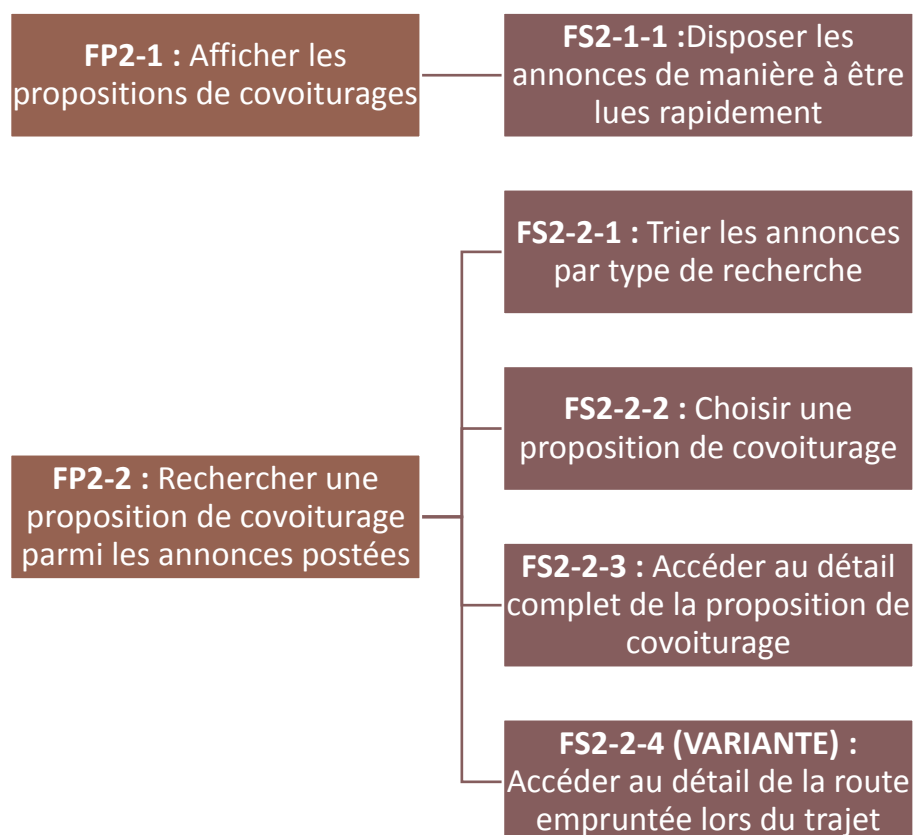 FP2-1 : Afficher les
propositions de covoiturages
FS2-1-1 :Disposer les
annonces de manière à être
lues rapidement
FS2-2-1 : Trier les annonces
par type de recherche
FS2-2-2 : Choisir une
proposition de covoiturage
FP2-2 : Rechercher une
proposition de covoiturage
parmi les annonces postées
FS2-2-3 : Accéder au détail
complet de la proposition de
covoiturage
FS2-2-4 (VARIANTE) :
Accéder au détail de la route
empruntée lors du trajet